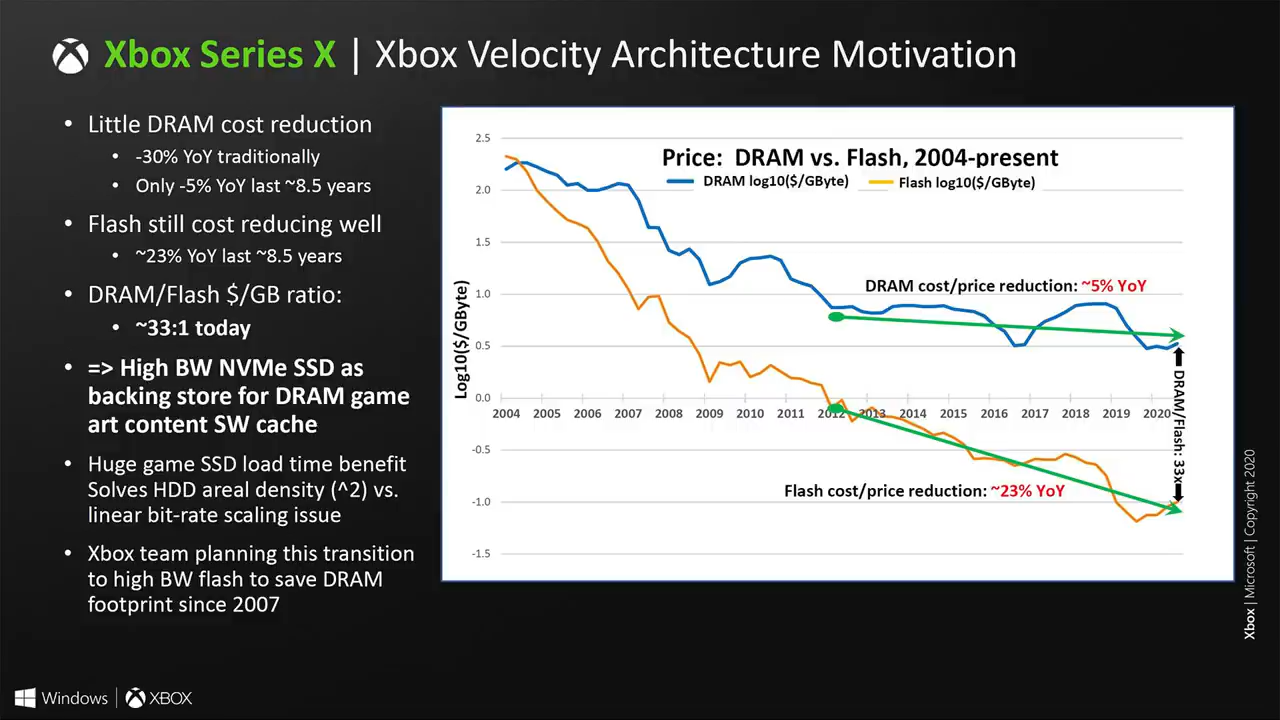 Xbox Series X | Xbox Velocity Architecture Motivation
• Little DRAM cost reduction
• -30% YoY traditionally
• Only -5% YoY last ~8.5 years
• Flash still cost reducing well
• ~23% YoY last ~8.5 years
• DRAM/Flash $/GB ratio:
• ~33:1 today
• => High BW NVMe SSD as
backing store for DRAM game
art content SW cache
• Huge game SSD load time benefit
Solves HDD areal density (^2) vs.
linear bit-rate scaling issue
• Xbox team planning this transition
to high BW flash to save DRAM
footprint since 2007
Price: DRAM vs. Flash, 2004-present
DRAM log10($/GByte)
Flash log10($/GByte)
Log10($/GByte)
2.5
2.0
1.5
1.0
0.5
0.0
-0.5
-1.0
-1.5
2004 2005 2006 2007 2008 2009 2010 2011 2012 2013 2014 2015 2016 2017 2018 2019 2020
DRAM cost/price reduction: ~5% YoY
Flash cost/price reduction: ~23% YoY
DRAM/Flash: 33x
Xbox | Microsoft | Copyright 2020
Windows | XBOX